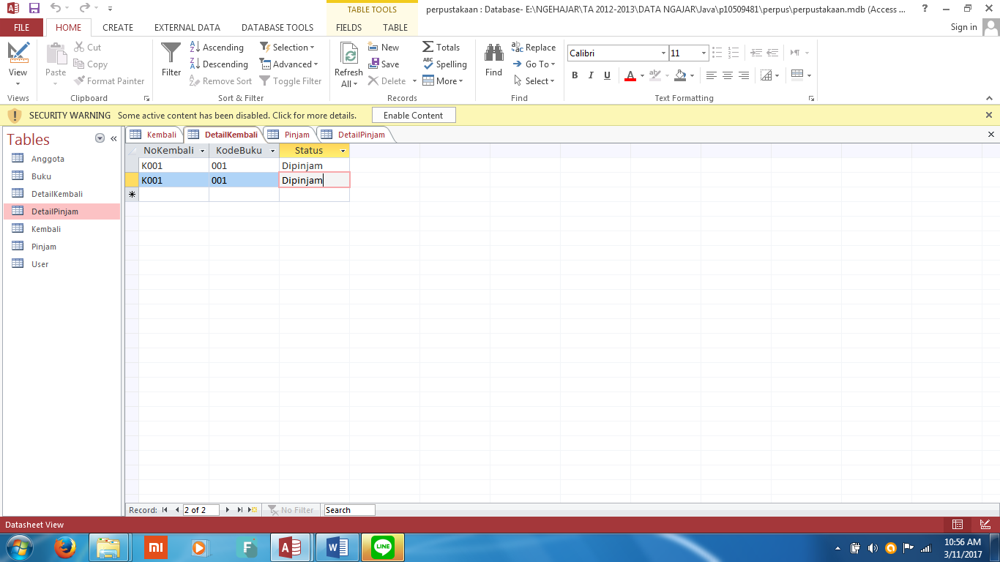 TABLE TOOLS
perpustakaan : Database- E:\NGEHAJAR\TA 2012-2013\DATA NGAJAR\Java\p10509481\perpus\perpustakaan.mdb (Access ...
FILE HOME CREATE EXTERNAL DATA DATABASE TOOLS FIELDS TABLE Sign in
View
Views
Paste
Cut
Copy
Format Painter
Clipboard
Filter
Ascending
Descending
Remove Sort
Selection
Advanced
Toggle Filter
Sort & Filter
Refresh
All
New
Save
Delete
Totals
Spelling
More
Records
Find
Replace
Go To
Select
Find
Calibri 11
B I U A
Text Formatting
SECURITY WARNING Some active content has been disabled. Click for more details. Enable Content
Tables
Anggota
Buku
DetailKembali
DetailPinjam
Kembali
Pinjam
User
Kembali DetailKembali Pinjam DetailPinjam
NoKembali KodeBuku Status
K001 001 Dipinjam
K001 001 Dipinjam
Record: 2 of 2 No Filter Search
Datasheet View
LINE
10:56 AM
3/11/2017